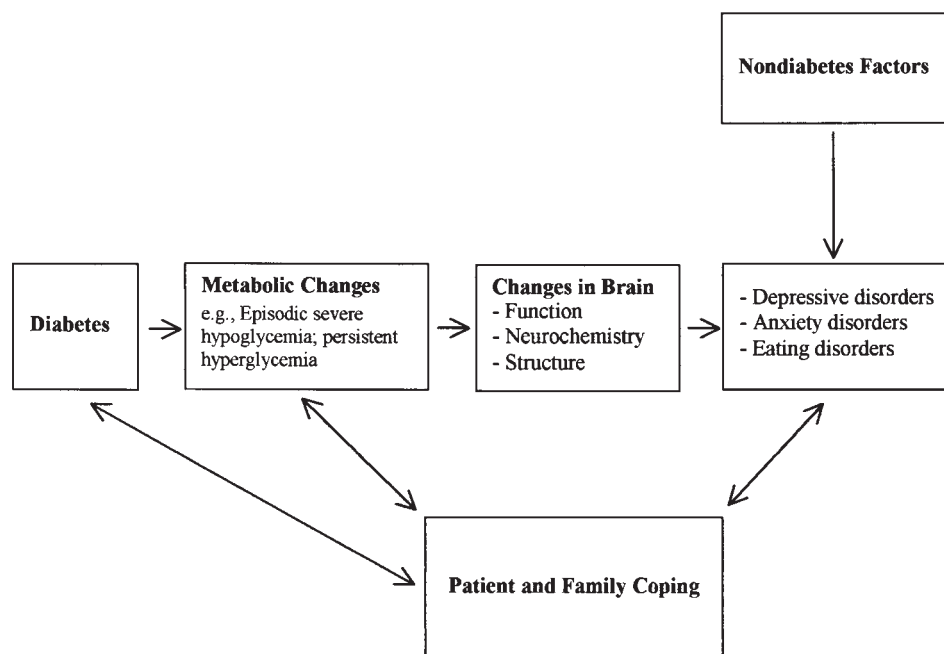 Nondiabetes Factors
Diabetes
Metabolic Changes
e.g., Episodic severe
hypoglycemia; persistent
hyperglycemia
Changes in Brain
- Function
- Neurochemistry
- Structure
- Depressive disorders
- Anxiety disorders
- Eating disorders
Patient and Family Coping